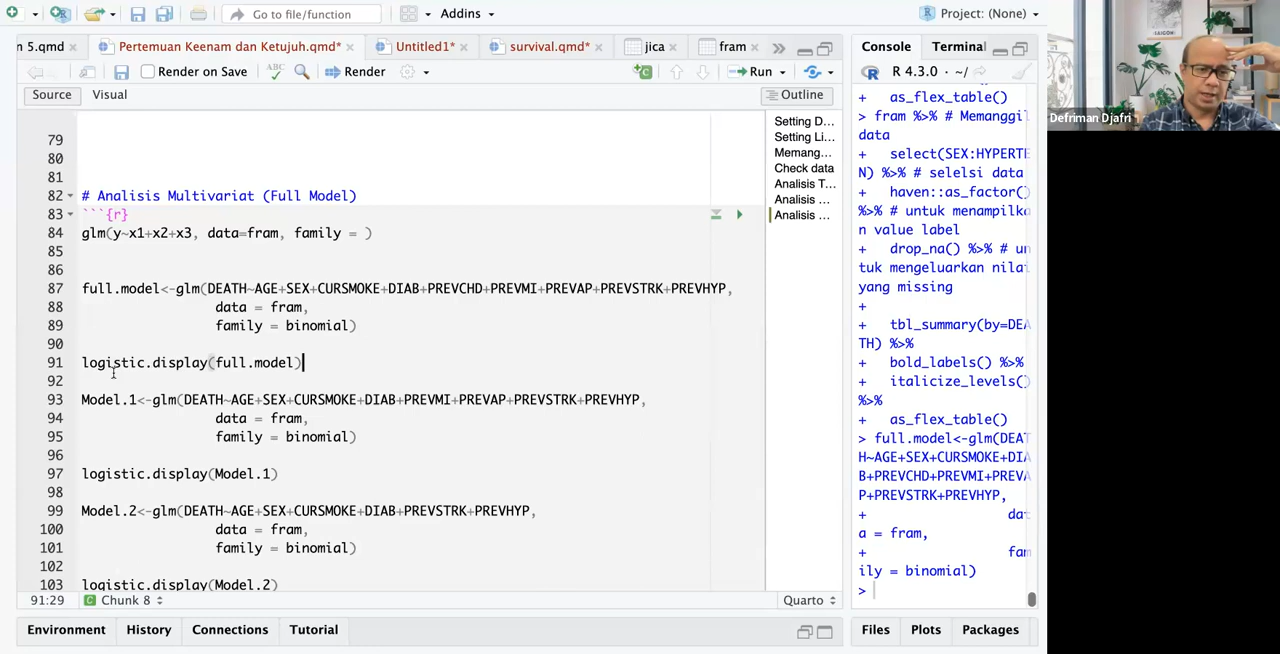 Go to file/function
Addins
Project: (None)
n 5.qmd
Pertemuan Keenam dan Ketujuh.qmd*
Untitled1*
survival.qmd*
jica
fram
Render on Save
ABC
Render
Run
Source
Visual
Outline
79
80
81
82 # Analisis Multivariat (Full Model)
83 ```{r}
84 glm(y~x1+x2+x3, data=fram, family = )
85
86
87 full.model<-glm(DEATH~AGE+SEX+CURSMOKE+DIAB+PREVCHD+PREVMI+PREVAP+PREVSTRK+PREVHYP,
88 data = fram,
89 family = binomial)
90
91 logistic.display(full.model)
92
93 Model.1<-glm(DEATH~AGE+SEX+CURSMOKE+DIAB+PREVMI+PREVAP+PREVSTRK+PREVHYP,
94 data = fram,
95 family = binomial)
96
97 logistic.display(Model.1)
98
99 Model.2<-glm(DEATH~AGE+SEX+CURSMOKE+DIAB+PREVSTRK+PREVHYP,
100 data = fram,
101 family = binomial)
102
103 logistic.display(Model.2)
91:29
Chunk 8
Quarto
Setting D...
Setting Li...
Memang...
Check data
Analisis T...
Analisis ...
Analisis ...
Environment
History
Connections
Tutorial
Console
Termina
R 4.3.0 · ~/
+ as_flex_table()
> fram %>% # Memanggil
data
+ select(SEX:HYPERTE
N) %>% # selelsi data
+ haven::as_factor()
%>% # untuk menampilka
n value label
+ drop_na() %>% # un
tuk mengeluarkan nilai
yang missing
+
+ tbl_summary(by=DEA
TH) %>%
+ bold_labels() %>%
+ italicize_levels()
%>%
+ as_flex_table()
> full.model<-glm(DEAT
H~AGE+SEX+CURSMOKE+DIA
B+PREVCHD+PREVMI+PREVA
P+PREVSTRK+PREVHYP,
+ dat
a = fram,
+ fam
ily = binomial)
>
Files
Plots
Packages
SAIGON
Defriman Djafri